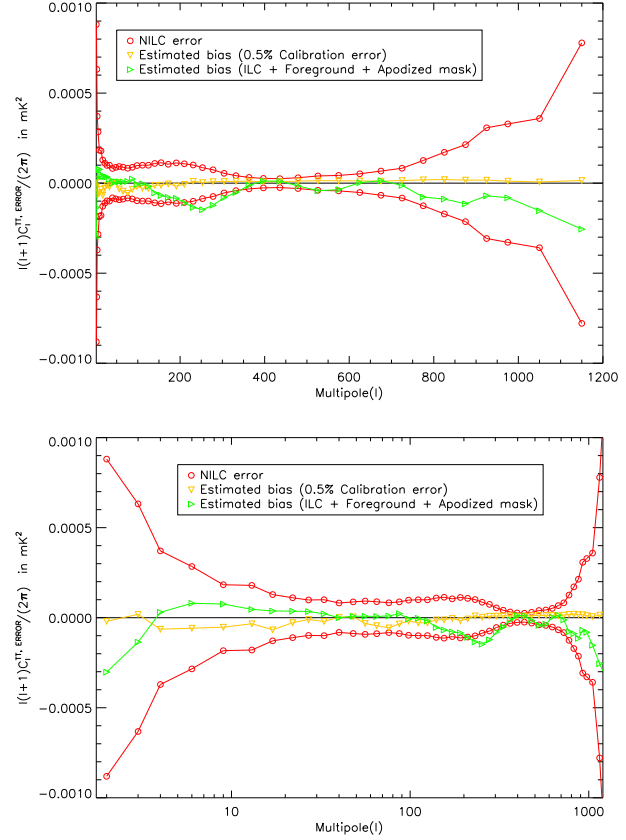 0.0010
0.0005
0.0000
−0.0005
−0.0010
l(l+1)C_l^{TT, ERROR}/(2π) in mK²
NILC error
Estimated bias (0.5% Calibration error)
Estimated bias (ILC + Foreground + Apodized mask)
200 400 600 800 1000 1200
Multipole(l)
0.0010
0.0005
0.0000
−0.0005
−0.0010
l(l+1)C_l^{TT, ERROR}/(2π) in mK²
NILC error
Estimated bias (0.5% Calibration error)
Estimated bias (ILC + Foreground + Apodized mask)
10 100 1000
Multipole(l)